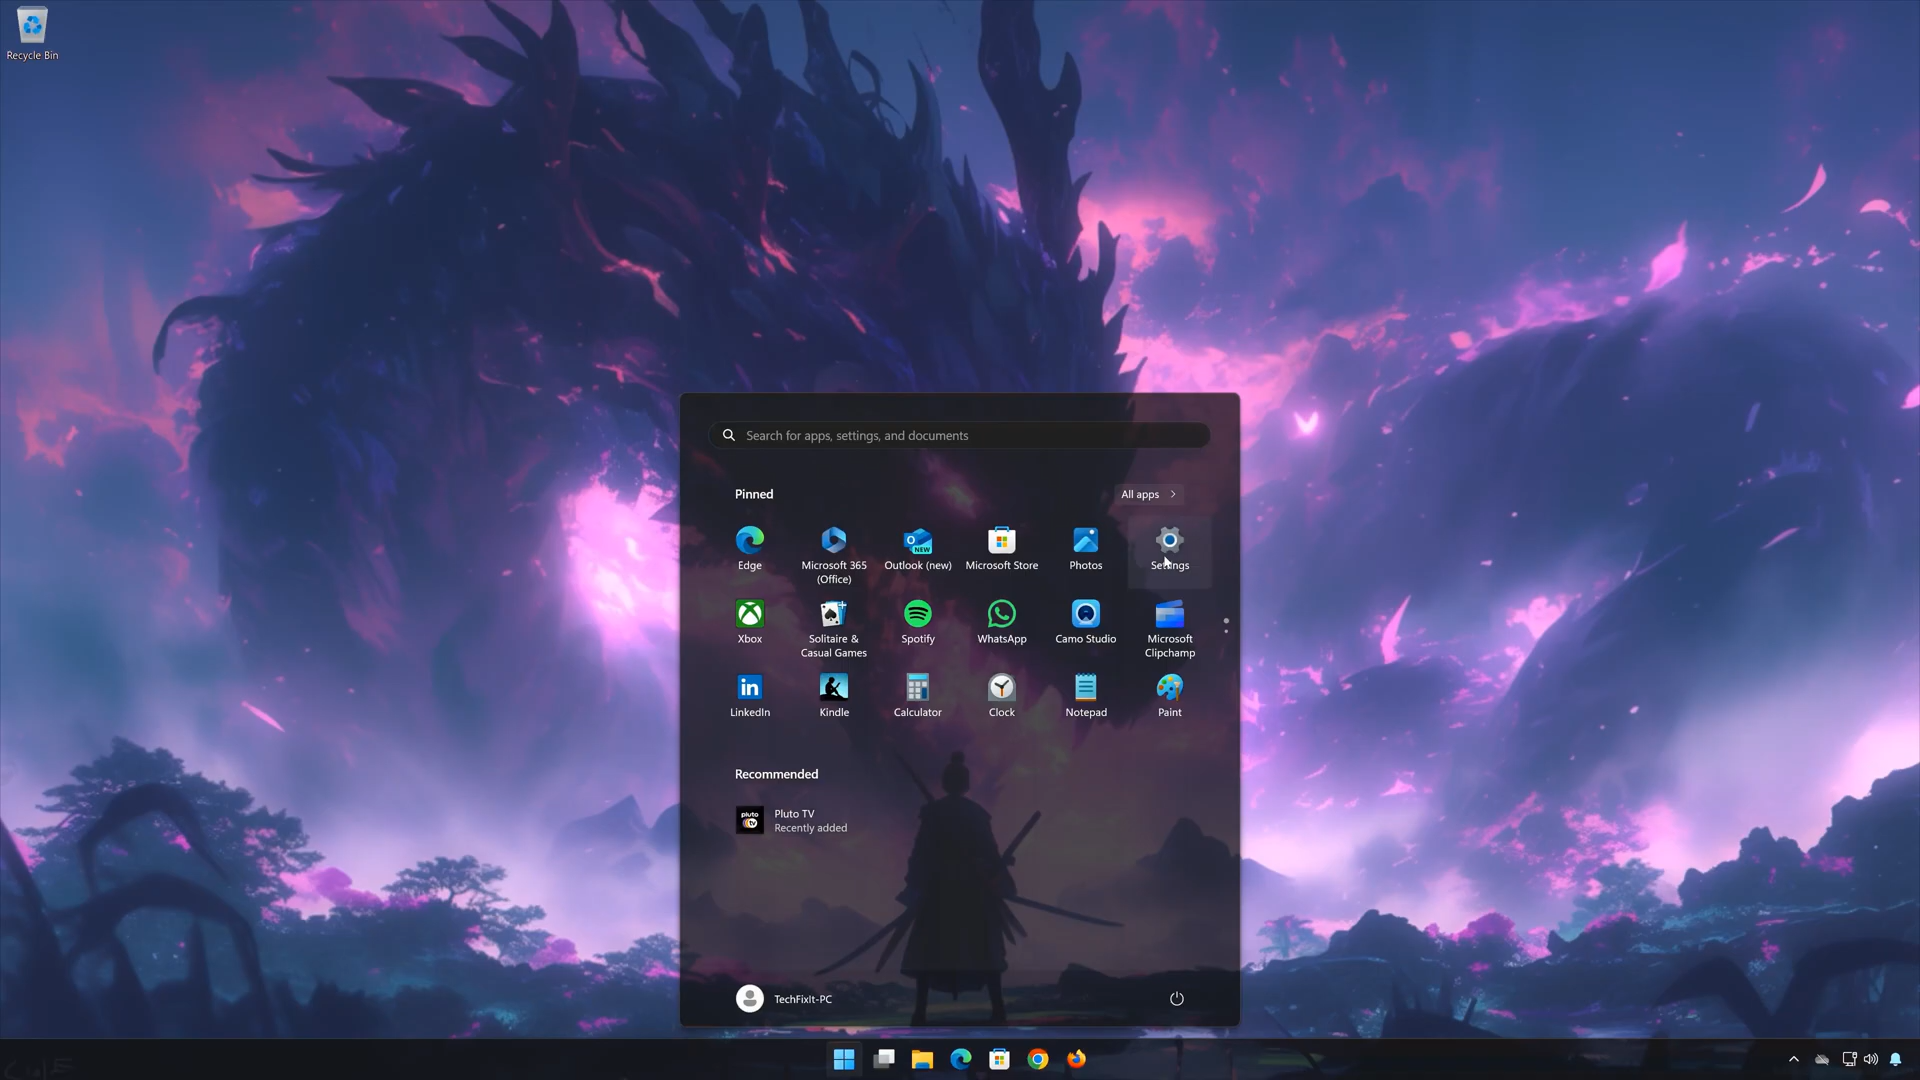 Recycle Bin
Search for apps, settings, and documents
Pinned
All apps
Edge
Microsoft 365
(Office)
Outlook (new)
Microsoft Store
Photos
Settings
Xbox
Solitaire &
Casual Games
Spotify
WhatsApp
Camo Studio
Microsoft
Clipchamp
LinkedIn
Kindle
Calculator
Clock
Notepad
Paint
Recommended
Pluto TV
Recently added
TechFixIt-PC